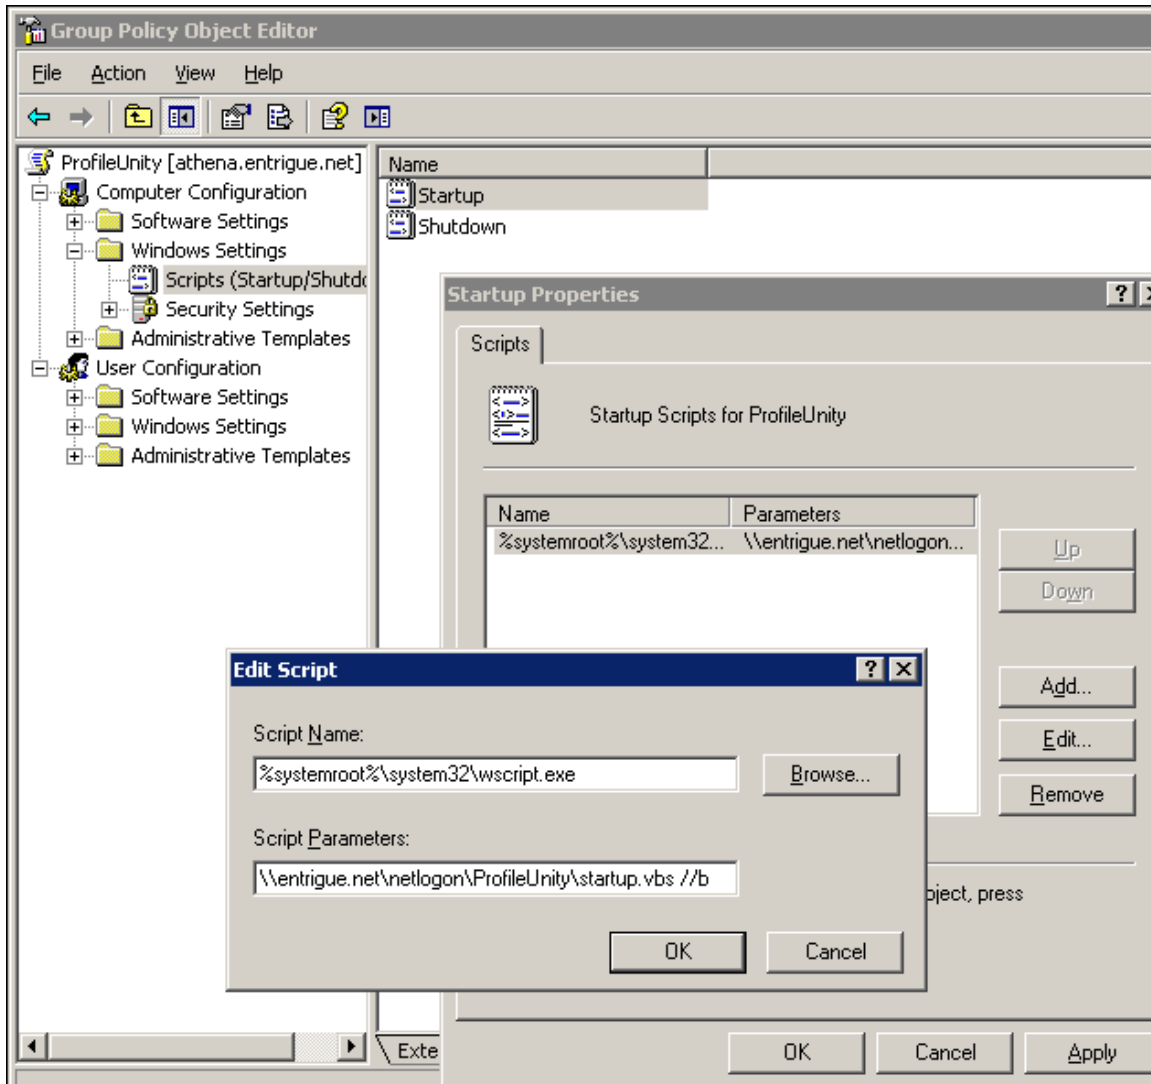 Group Policy Object Editor
File Action View Help
ProfileUnity [athena.entrigue.net]
Computer Configuration
Software Settings
Windows Settings
Scripts (Startup/Shutdo
Security Settings
Administrative Templates
User Configuration
Software Settings
Windows Settings
Administrative Templates
Name
Startup
Shutdown
Startup Properties
Scripts
Startup Scripts for ProfileUnity
Name Parameters
%systemroot%\system32... \\entrigue.net\netlogon...
Up
Down
Add...
Edit...
Remove
bject, press
Edit Script
Script Name:
%systemroot%\system32\wscript.exe
Browse...
Script Parameters:
\\entrigue.net\netlogon\ProfileUnity\startup.vbs //b
OK Cancel
Exte
OK Cancel Apply